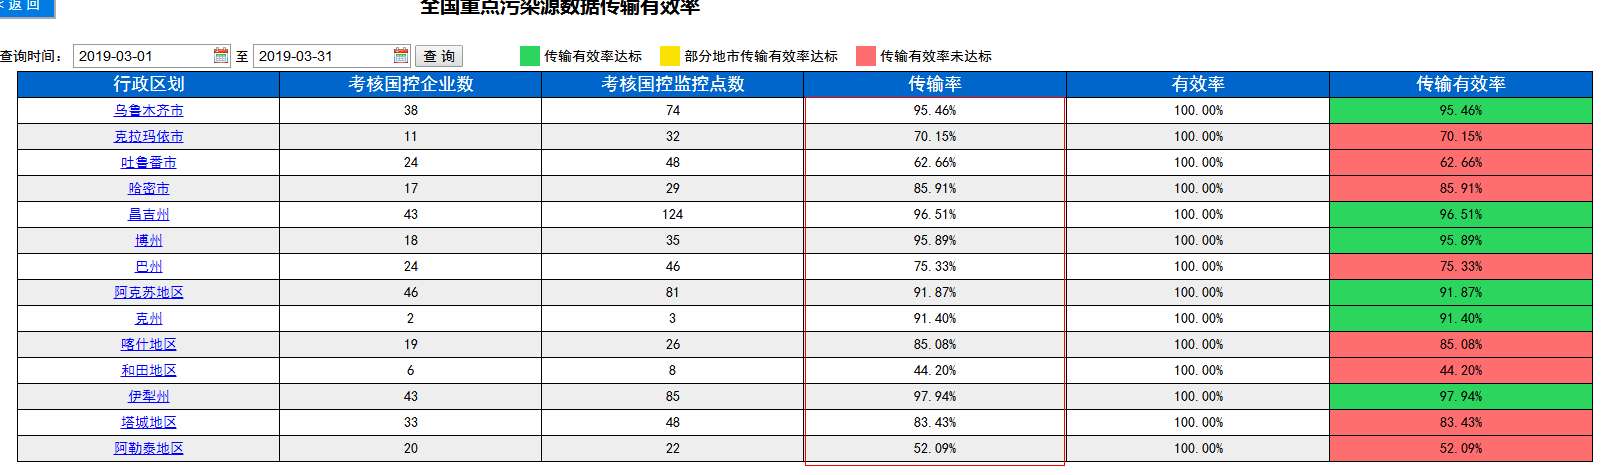 < 返 回
全国重点污染源数据传输有效率
查询时间： 2019-03-01 至 2019-03-31 查 询 传输有效率达标 部分地市传输有效率达标 传输有效率未达标
行政区划 考核国控企业数 考核国控监控点数 传输率 有效率 传输有效率
乌鲁木齐市 38 74 95.46% 100.00% 95.46%
克拉玛依市 11 32 70.15% 100.00% 70.15%
吐鲁番市 24 48 62.66% 100.00% 62.66%
哈密市 17 29 85.91% 100.00% 85.91%
昌吉州 43 124 96.51% 100.00% 96.51%
博州 18 35 95.89% 100.00% 95.89%
巴州 24 46 75.33% 100.00% 75.33%
阿克苏地区 46 81 91.87% 100.00% 91.87%
克州 2 3 91.40% 100.00% 91.40%
喀什地区 19 26 85.08% 100.00% 85.08%
和田地区 6 8 44.20% 100.00% 44.20%
伊犁州 43 85 97.94% 100.00% 97.94%
塔城地区 33 48 83.43% 100.00% 83.43%
阿勒泰地区 20 22 52.09% 100.00% 52.09%